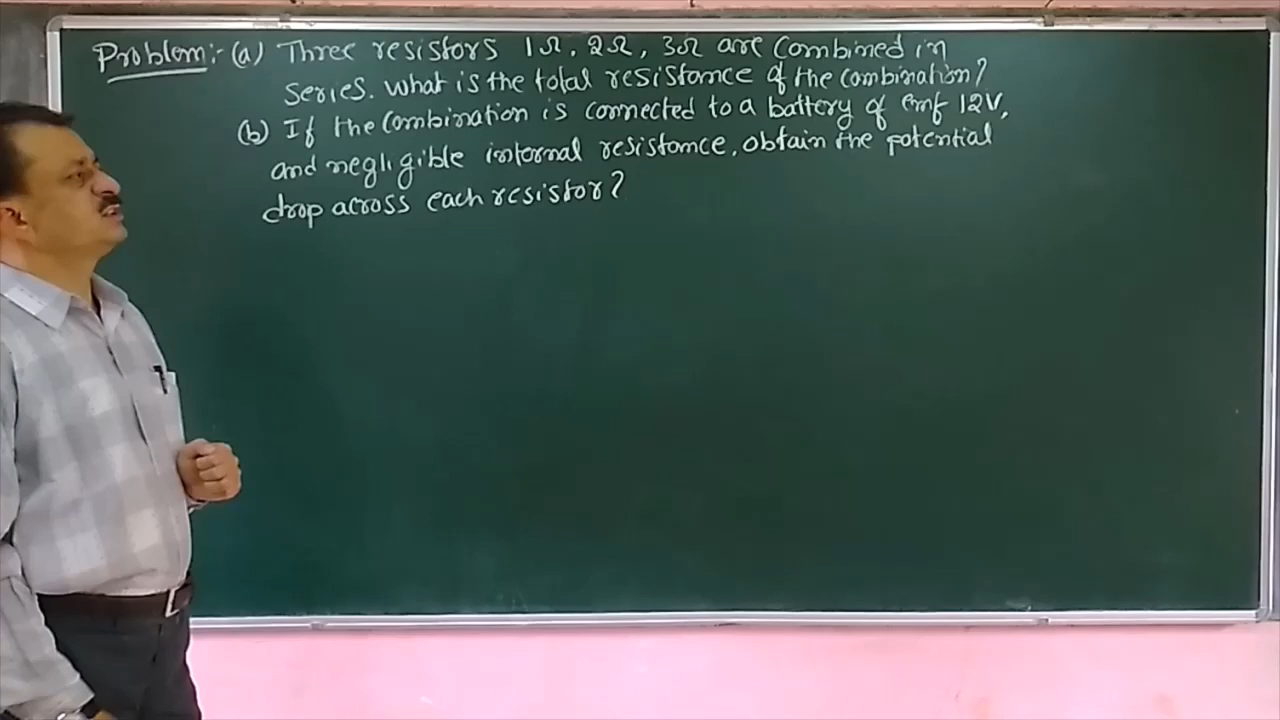 Problem:- (a) Three resistors 1Ω, 2Ω, 3Ω are combined in
series. What is the total resistance of the combination?
(b) If the combination is connected to a battery of emf 12V,
and negligible internal resistance, obtain the potential
drop across each resistor?